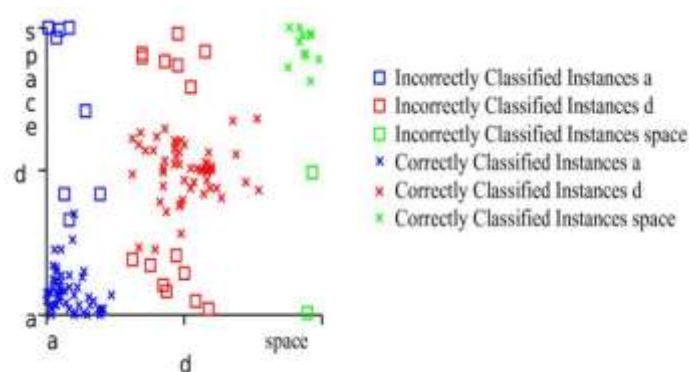 space
d
a
a
d
space
Incorrectly Classified Instances a
Incorrectly Classified Instances d
Incorrectly Classified Instances space
Correctly Classified Instances a
Correctly Classified Instances d
Correctly Classified Instances space